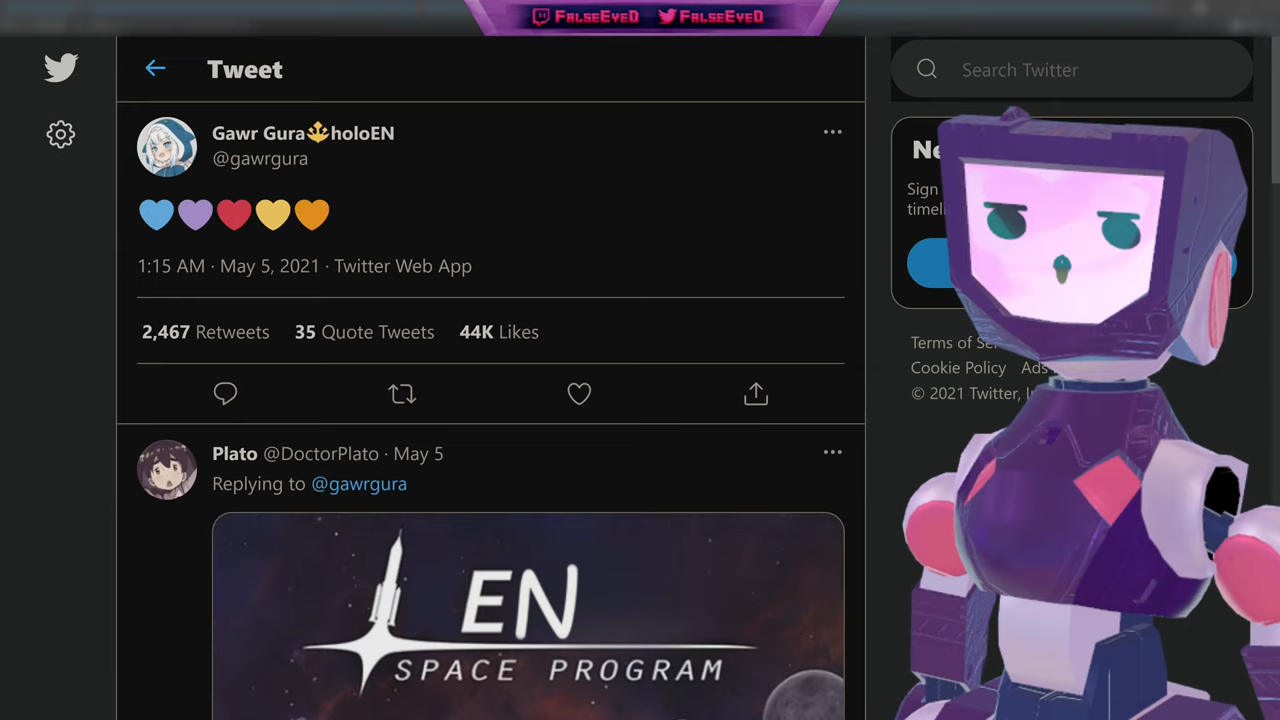 FalseEyeD FalseEyeD
Tweet
Search Twitter
Gawr Gura holoEN
@gawrgura
1:15 AM · May 5, 2021 · Twitter Web App
2,467 Retweets 35 Quote Tweets 44K Likes
Plato @DoctorPlato · May 5
Replying to @gawrgura
EN
SPACE PROGRAM
Sign
Terms of
Cookie Policy Ads
© 2021 Twitter,